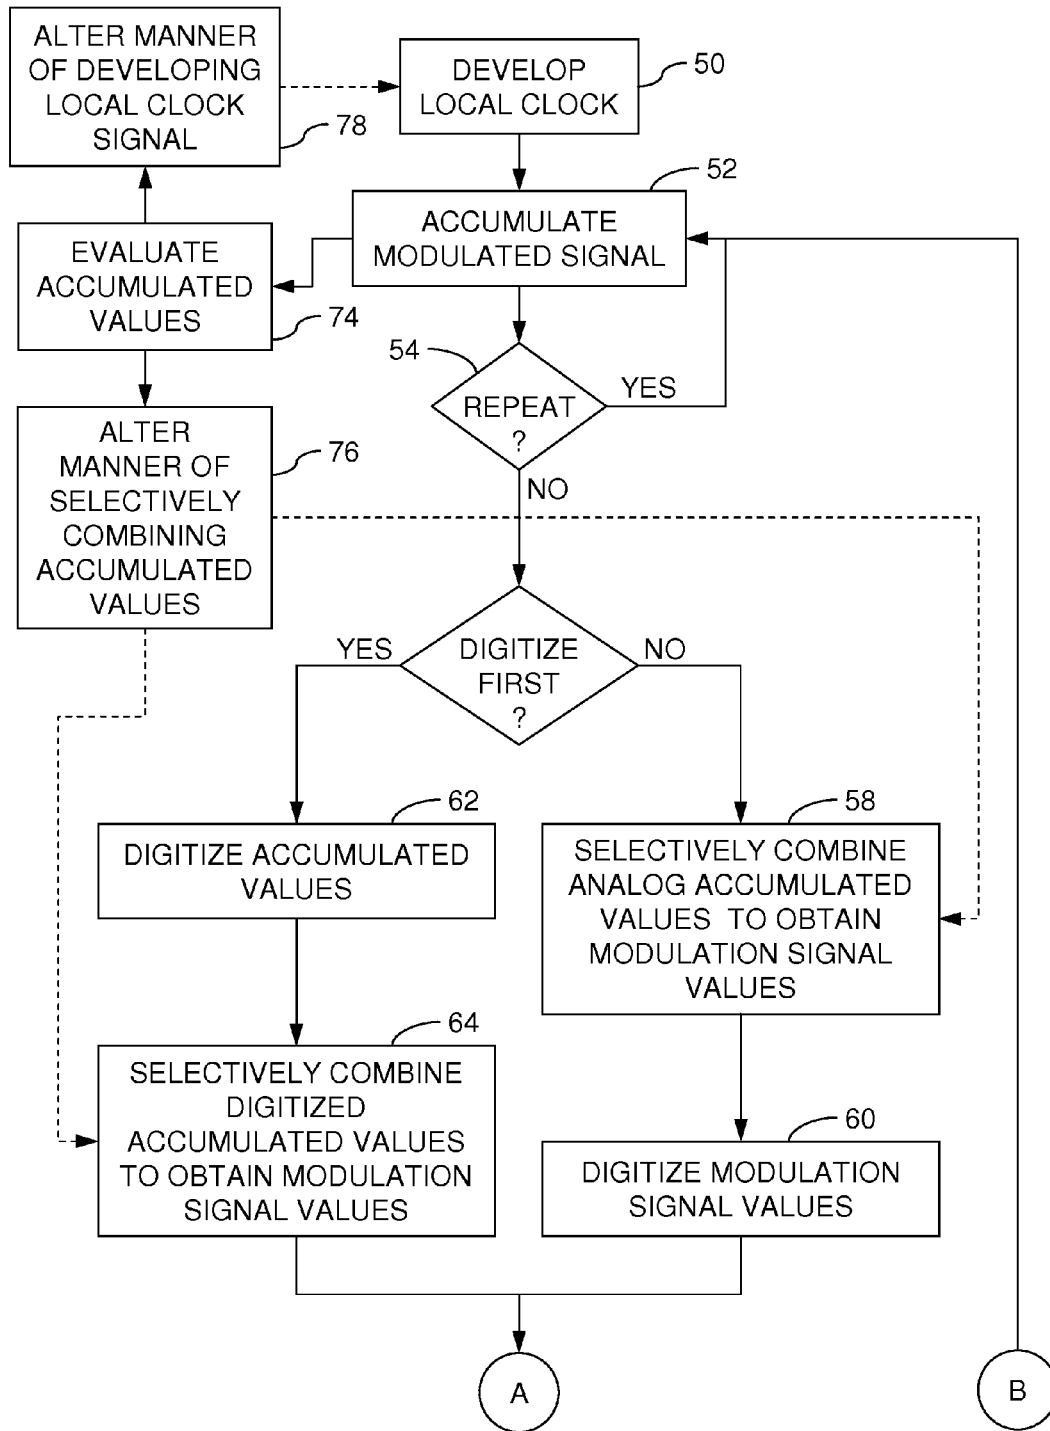 ALTER MANNER
OF DEVELOPING
LOCAL CLOCK
SIGNAL
78
DEVELOP
LOCAL CLOCK
50
52
ACCUMULATE
MODULATED SIGNAL
EVALUATE
ACCUMULATED
VALUES
74
54
REPEAT
?
YES
NO
ALTER
MANNER OF
SELECTIVELY
COMBINING
ACCUMULATED
VALUES
76
YES
DIGITIZE
FIRST
?
NO
62
DIGITIZE ACCUMULATED
VALUES
58
SELECTIVELY COMBINE
ANALOG ACCUMULATED
VALUES TO OBTAIN
MODULATION SIGNAL
VALUES
64
SELECTIVELY COMBINE
DIGITIZED
ACCUMULATED VALUES
TO OBTAIN MODULATION
SIGNAL VALUES
60
DIGITIZE MODULATION
SIGNAL VALUES
A
B